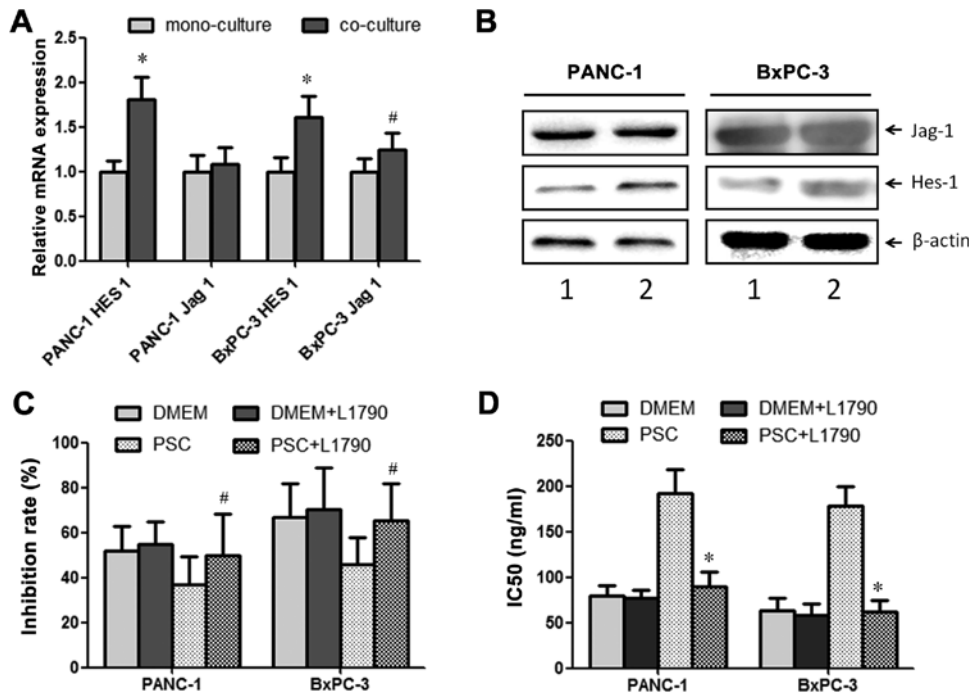 A
mono-culture co-culture
Relative mRNA expression
2.5
2.0
1.5
1.0
0.5
0.0
* * #
PANC-1 HES 1
PANC-1 Jag 1
BxPC-3 HES 1
BxPC-3 Jag 1
B
PANC-1 BxPC-3
Jag-1
Hes-1
β-actin
1 2 1 2
C
DMEM DMEM+L1790
PSC PSC+L1790
Inhibition rate (%)
100
80
60
40
20
0
# #
PANC-1 BxPC-3
D
DMEM DMEM+L1790
PSC PSC+L1790
IC50 (ng/ml)
250
200
150
100
50
0
* *
PANC-1 BxPC-3